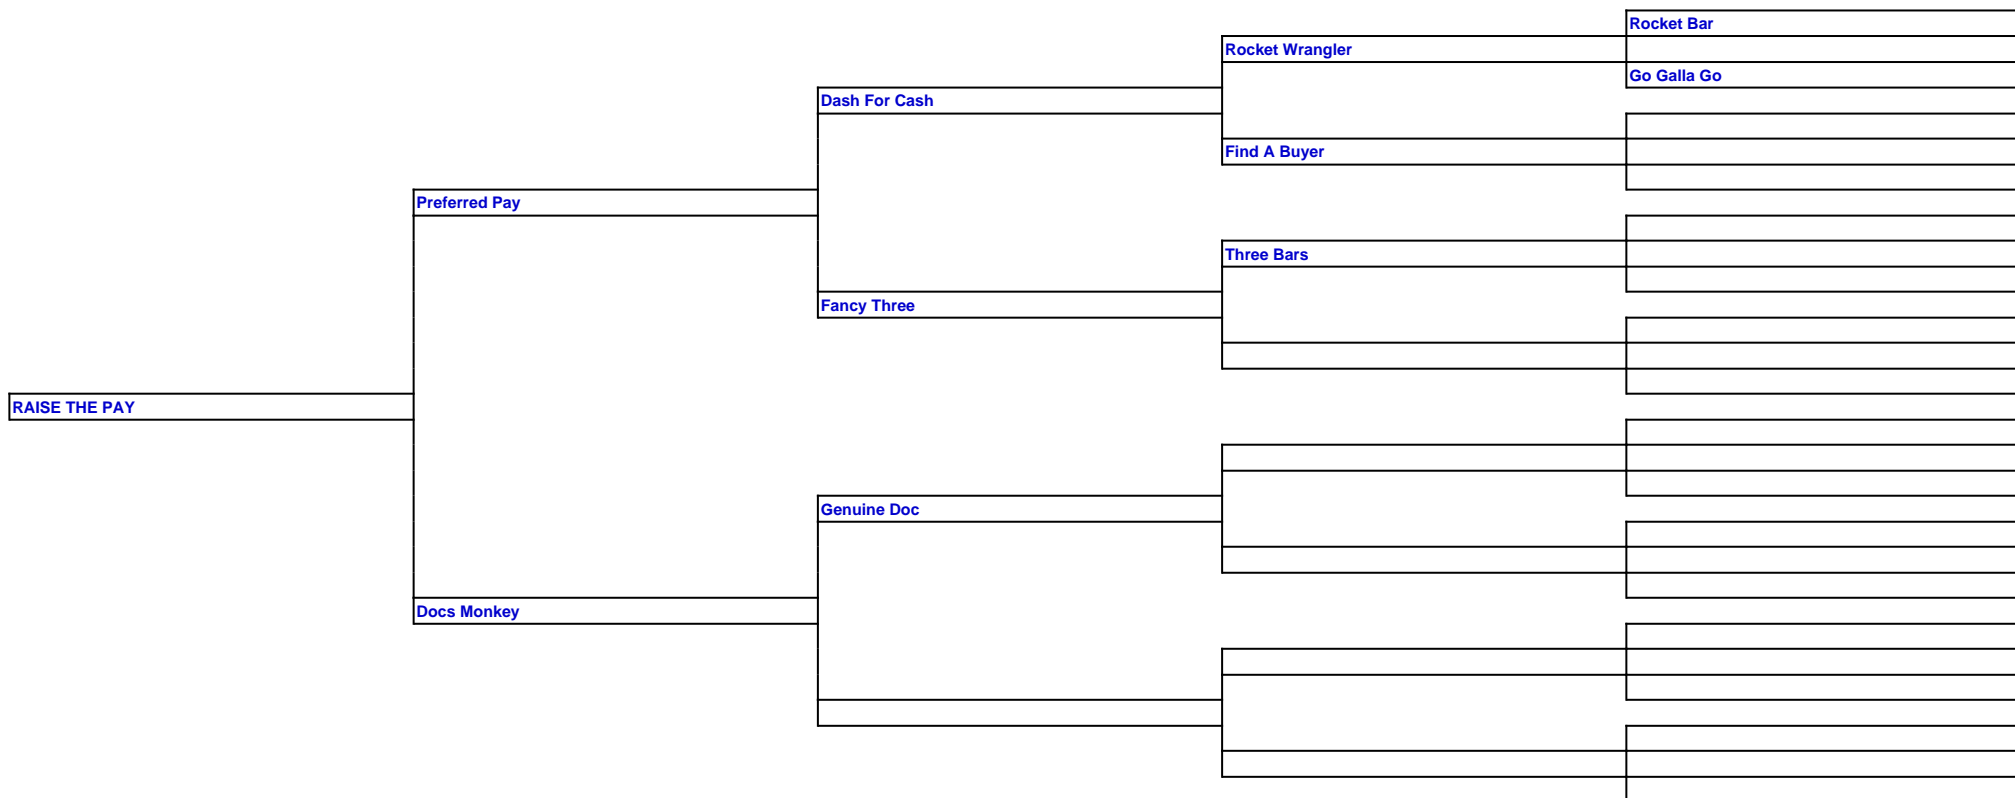 Rocket Bar
Rocket Wrangler
Go Galla Go
Dash For Cash
Find A Buyer
Preferred Pay
Three Bars
Fancy Three
RAISE THE PAY
Genuine Doc
Docs Monkey